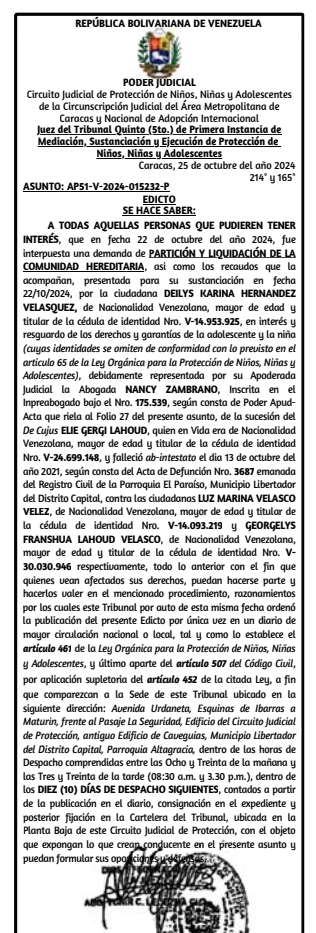 REPÚBLICA BOLIVARIANA DE VENEZUELA
PODER JUDICIAL
Circuito Judicial de Protección de Niños, Niñas y Adolescentes
de la Circunscripción Judicial del Área Metropolitana de
Caracas y Nacional de Adopción Internacional
Juez del Tribunal Quinto (5to.) de Primera Instancia de
Mediación, Sustanciación y Ejecución de Protección de
Niños, Niñas y Adolescentes
Caracas, 25 de octubre del año 2024
214° y 165°
ASUNTO: AP51-V-2024-015232-P
EDICTO
SE HACE SABER:
A TODAS AQUELLAS PERSONAS QUE PUDIEREN TENER
INTERÉS, que en fecha 22 de octubre del año 2024, fue
interpuesta una demanda de PARTICIÓN Y LIQUIDACIÓN DE LA
COMUNIDAD HEREDITARIA, asi como los recaudos que la
acompañan, presentada para su sustanciación en fecha
22/10/2024, por la ciudadana DEILYS KARINA HERNANDEZ
VELASQUEZ, de Nacionalidad Venezolana, mayor de edad y
titular de la cédula de identidad Nro. V-14.953.925, en interés y
resguardo de los derechos y garantías de la adolescente y la niña
(cuyas identidades se omiten de conformidad con lo previsto en el
articulo 65 de la Ley Orgánica para la Protección de Niños, Niñas y
Adolescentes), debidamente representada por su Apoderada
Judicial la Abogada NANCY ZAMBRANO, Inscrita en el
Inpreabogado bajo el Nro. 175.539, según consta de Poder Apud-
Acta que riela al Folio 27 del presente asunto, de la sucesión del
De Cujus ELIE GERGI LAHOUD, quien en Vida era de Nacionalidad
Venezolana, mayor de edad y titular de la cédula de identidad
Nro. V-24.699.148, y falleció ab-intestato el dia 13 de octubre del
año 2021, según consta del Acta de Defunción Nro. 3687 emanada
del Registro Civil de la Parroquia El Paraíso, Municipio Libertador
del Distrito Capital, contra las ciudadanas LUZ MARINA VELASCO
VELEZ, de Nacionalidad Venezolana, mayor de edad y titular de
la cédula de identidad Nro. V-14.093.219 y GEORGELYS
FRANSHUA LAHOUD VELASCO, de Nacionalidad Venezolana,
mayor de edad y titular de la cédula de identidad Nro. V-
30.030.946 respectivamente, todo lo anterior con el fin que
quienes vean afectados sus derechos, puedan hacerse parte y
hacerlos valer en el mencionado procedimiento, razonamientos
por los cuales este Tribunal por auto de esta misma fecha ordenó
la publicación del presente Edicto por única vez en un diario de
mayor circulación nacional o local, tal y como lo establece el
artículo 461 de la Ley Orgánica para la Protección de Niños, Niñas
y Adolescentes, y último aparte del artículo 507 del Código Civil,
por aplicación supletoria del artículo 452 de la citada Ley, a fin
que comparezcan a la Sede de este Tribunal ubicado en la
siguiente dirección: Avenida Urdaneta, Esquinas de Ibarras a
Maturin, frente al Pasaje La Seguridad, Edificio del Circuito Judicial
de Protección, antiguo Edificio de Caveguias, Municipio Libertador
del Distrito Capital, Parroquia Altagracia, dentro de las horas de
Despacho comprendidas entre las Ocho y Treinta de la mañana y
las Tres y Treinta de la tarde (08:30 a.m. y 3.30 p.m.), dentro de
los DIEZ (10) DÍAS DE DESPACHO SIGUIENTES, contados a partir
de la publicación en el diario, consignación en el expediente y
posterior fijación en la Cartelera del Tribunal, ubicada en la
Planta Baja de este Circuito Judicial de Protección, con el objeto
que expongan lo que crean conducente en el presente asunto y
puedan formular sus oposiciones y defensas.